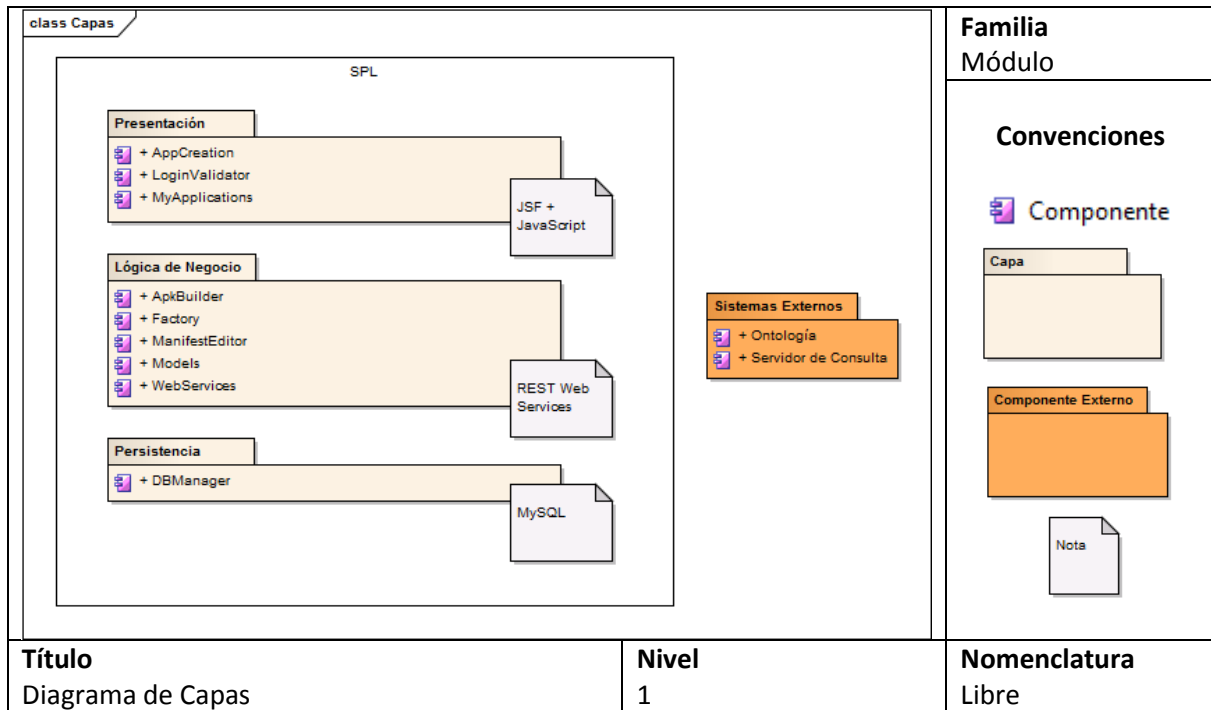 class Capas
SPL
Presentación
+ AppCreation
+ LoginValidator
+ MyApplications
JSF +
JavaScript
Lógica de Negocio
+ ApkBuilder
+ Factory
+ ManifestEditor
+ Models
+ WebServices
REST Web
Services
Persistencia
+ DBManager
MySQL
Sistemas Externos
+ Ontología
+ Servidor de Consulta
Familia
Módulo
Convenciones
Componente
Capa
Componente Externo
Nota
Título
Diagrama de Capas
Nivel
1
Nomenclatura
Libre